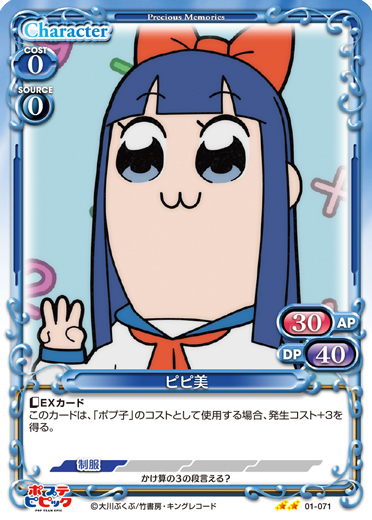 Precious Memories
Character
COST
0
SOURCE
0
30 AP
DP 40
ピピ美
EXカード
このカードは、「ポプ子」のコストとして使用する場合、発生コスト+3を
得る。
制服
かけ算の3の段言える?
ポプテ
ピピック
POP TEAM EPIC
©大川ぶくぶ/竹書房・キングレコード
01-071